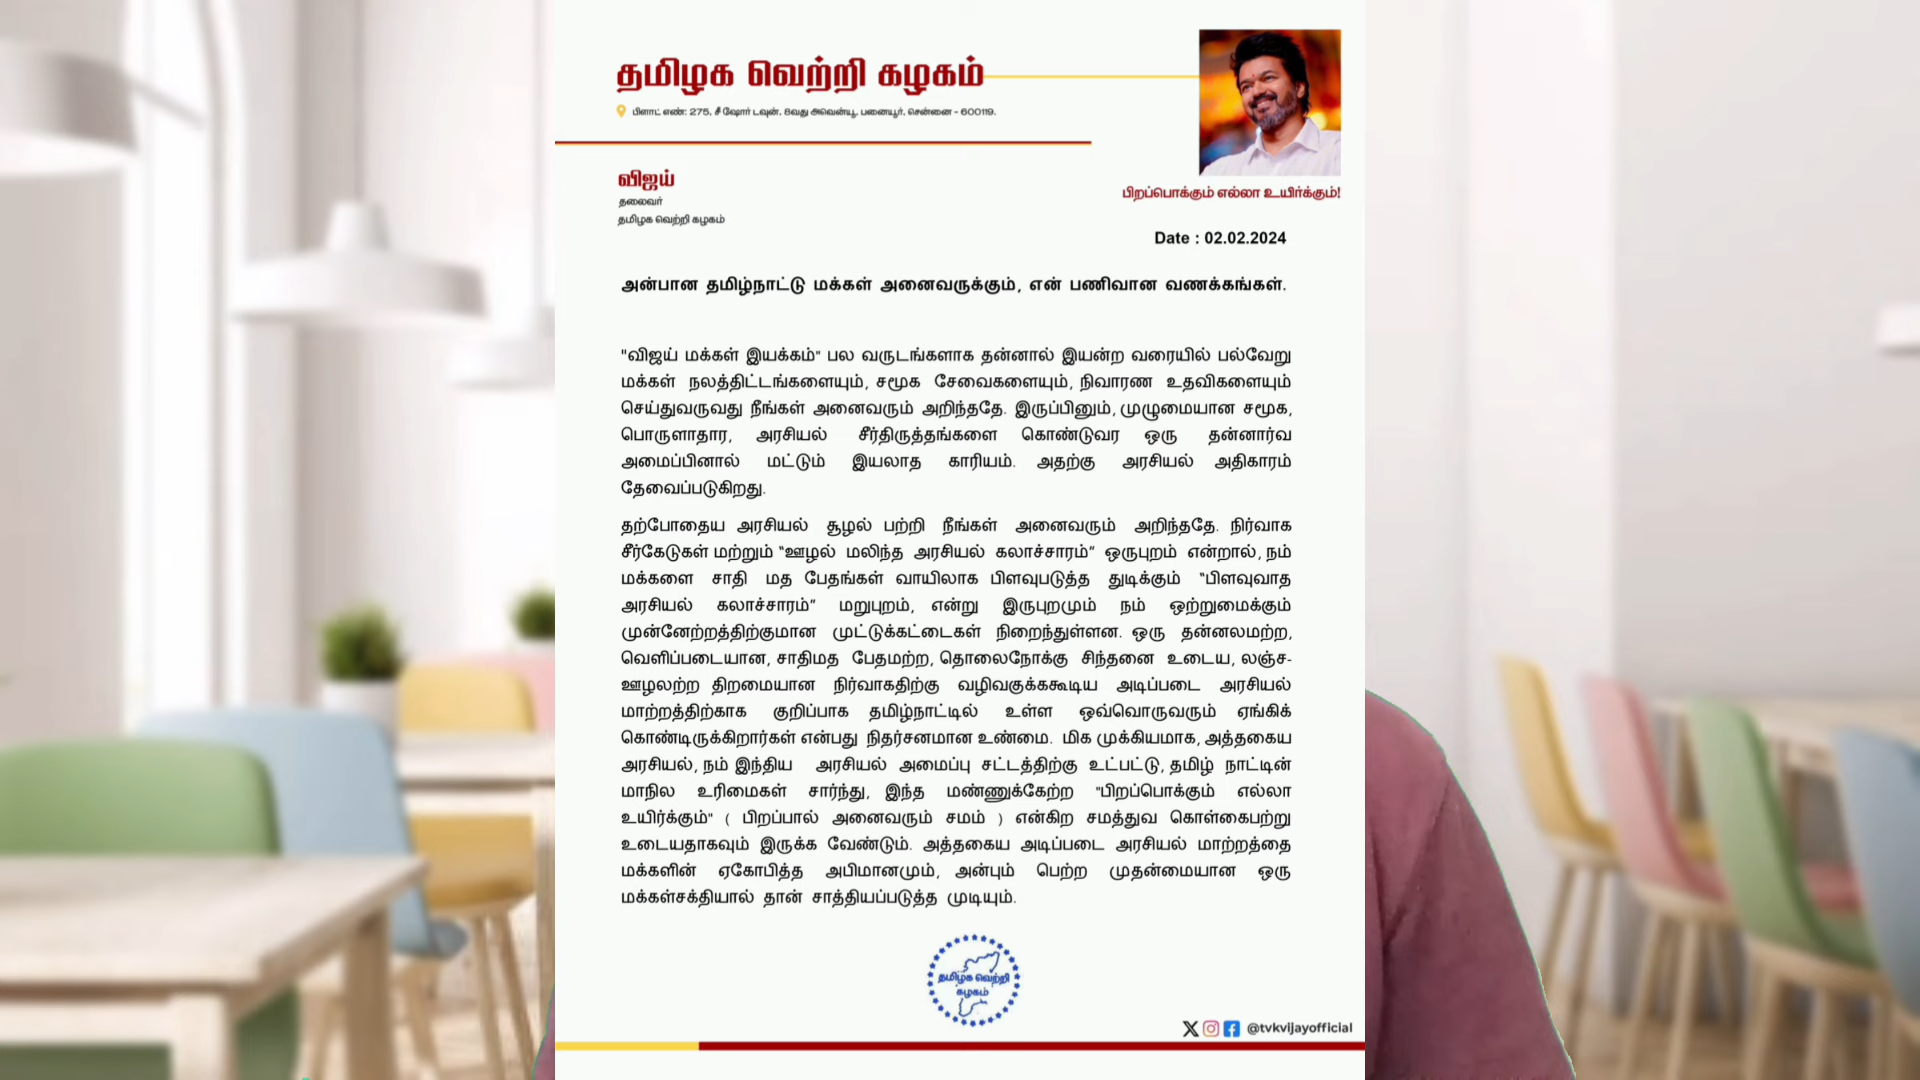 தமிழக வெற்றி கழகம்
பிளாட் எண்: 275, சீ ஷோர் டவுன், 8வது அவென்யூ, பனையூர், சென்னை - 600119.
விஜய்
தலைவர்
தமிழக வெற்றி கழகம்
பிறப்பொக்கும் எல்லா உயிர்க்கும்!
Date : 02.02.2024
அன்பான தமிழ்நாட்டு மக்கள் அனைவருக்கும், என் பணிவான வணக்கங்கள்.
"விஜய் மக்கள் இயக்கம்" பல வருடங்களாக தன்னால் இயன்ற வரையில் பல்வேறு
மக்கள் நலத்திட்டங்களையும், சமூக சேவைகளையும், நிவாரண உதவிகளையும்
செய்துவருவது நீங்கள் அனைவரும் அறிந்ததே. இருப்பினும், முழுமையான சமூக,
பொருளாதார, அரசியல் சீர்திருத்தங்களை கொண்டுவர ஒரு தன்னார்வ
அமைப்பினால் மட்டும் இயலாத காரியம். அதற்கு அரசியல் அதிகாரம்
தேவைப்படுகிறது.
தற்போதைய அரசியல் சூழல் பற்றி நீங்கள் அனைவரும் அறிந்ததே. நிர்வாக
சீர்கேடுகள் மற்றும் "ஊழல் மலிந்த அரசியல் கலாச்சாரம்" ஒருபுறம் என்றால், நம்
மக்களை சாதி மத பேதங்கள் வாயிலாக பிளவுபடுத்த துடிக்கும் "பிளவுவாத
அரசியல் கலாச்சாரம்" மறுபுறம், என்று இருபுறமும் நம் ஒற்றுமைக்கும்
முன்னேற்றத்திற்குமான முட்டுக்கட்டைகள் நிறைந்துள்ளன. ஒரு தன்னலமற்ற,
வெளிப்படையான, சாதிமத பேதமற்ற, தொலைநோக்கு சிந்தனை உடைய, லஞ்ச-
ஊழலற்ற திறமையான நிர்வாகதிற்கு வழிவகுக்ககூடிய அடிப்படை அரசியல்
மாற்றத்திற்காக குறிப்பாக தமிழ்நாட்டில் உள்ள ஒவ்வொருவரும் ஏங்கிக்
கொண்டிருக்கிறார்கள் என்பது நிதர்சனமான உண்மை. மிக முக்கியமாக, அத்தகைய
அரசியல், நம் இந்திய அரசியல் அமைப்பு சட்டத்திற்கு உட்பட்டு, தமிழ் நாட்டின்
மாநில உரிமைகள் சார்ந்து, இந்த மண்ணுக்கேற்ற "பிறப்பொக்கும் எல்லா
உயிர்க்கும்" ( பிறப்பால் அனைவரும் சமம் ) என்கிற சமத்துவ கொள்கைபற்று
உடையதாகவும் இருக்க வேண்டும். அத்தகைய அடிப்படை அரசியல் மாற்றத்தை
மக்களின் ஏகோபித்த அபிமானமும், அன்பும் பெற்ற முதன்மையான ஒரு
மக்கள்சக்தியால் தான் சாத்தியப்படுத்த முடியும்.
தமிழக வெற்றி
கழகம்
@tvkvijayofficial